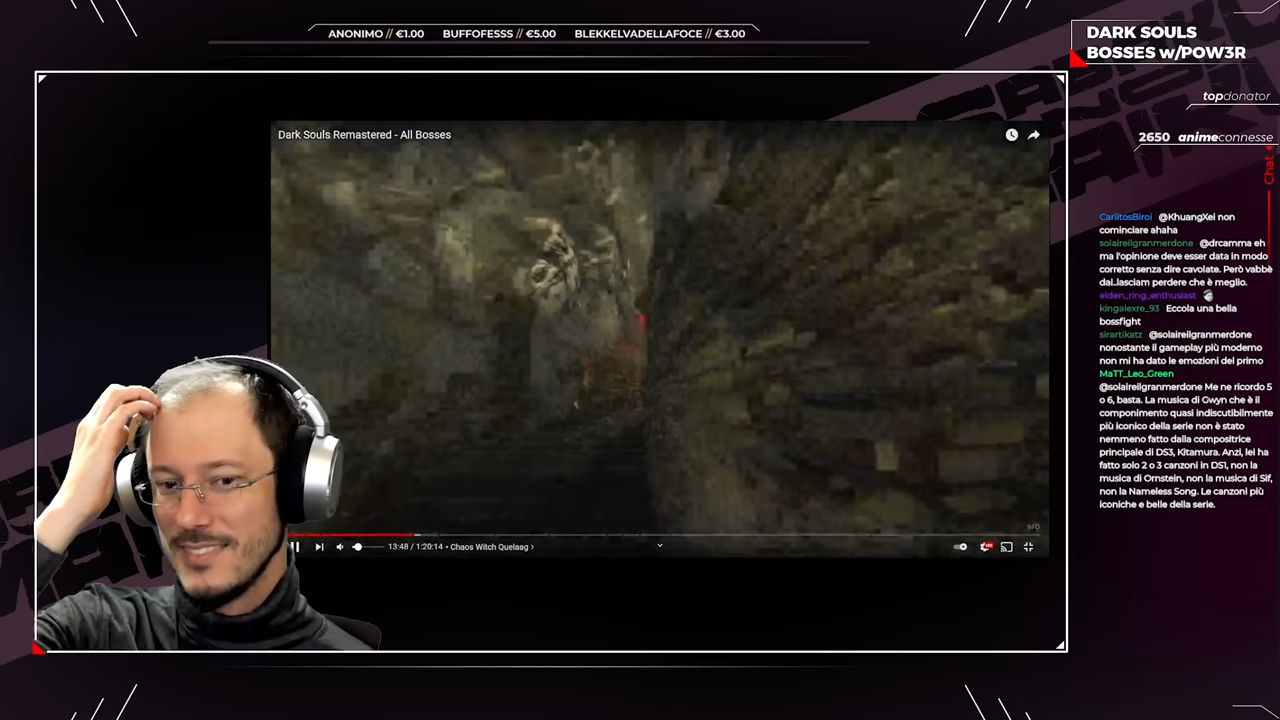 ANONIMO // €1.00 BUFFOFESSS // €5.00 BLEKKELVADELLAFOCE // €3.00
DARK SOULS
BOSSES w/POW3R
topdonator
2650 animeconnesse
Chat
Dark Souls Remastered - All Bosses
CarlitosBiroi @KhuangXei non
cominciare ahaha
solaireilgranmerdone @drcamma eh
ma l'opinione deve esser data in modo
corretto senza dire cavolate. Però vabbè
dai..lasciam perdere che è meglio.
elden_ring_enthusiast
kingalexre_93 Eccola una bella
bossfight
sirartikatz @solaireilgranmerdone
nonostante il gameplay più moderno
non mi ha dato le emozioni del primo
MaTT_Leo_Green
@solaireilgranmerdone Me ne ricordo 5
o 6, basta. La musica di Gwyn che è il
componimento quasi indiscutibilmente
più iconico della serie non è stato
nemmeno fatto dalla compositrice
principale di DS3, Kitamura. Anzi, lei ha
fatto solo 2 o 3 canzoni in DS1, non la
musica di Ornstein, non la musica di Sif,
non la Nameless Song. Le canzoni più
iconiche e belle della serie.
13:48 / 1:20:14 • Chaos Witch Quelaag